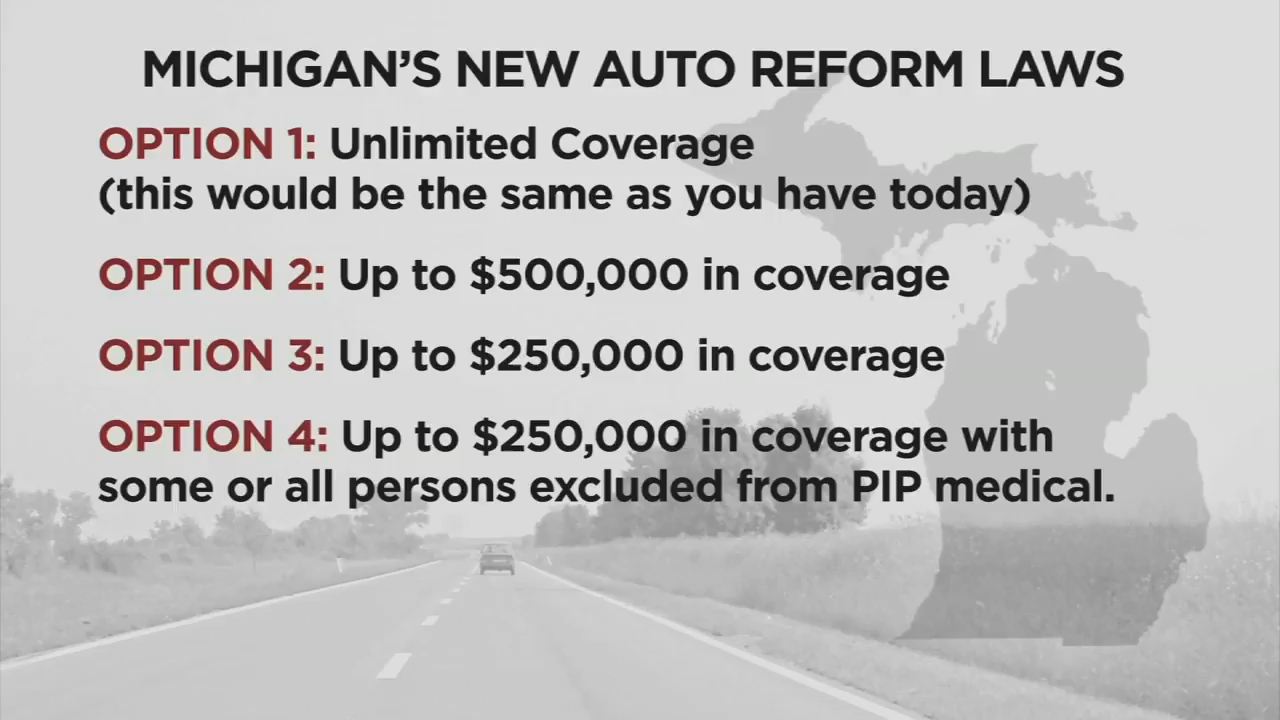 MICHIGAN’S NEW AUTO REFORM LAWS
OPTION 1: Unlimited Coverage
(this would be the same as you have today)
OPTION 2: Up to $500,000 in coverage
OPTION 3: Up to $250,000 in coverage
OPTION 4: Up to $250,000 in coverage with
some or all persons excluded from PIP medical.